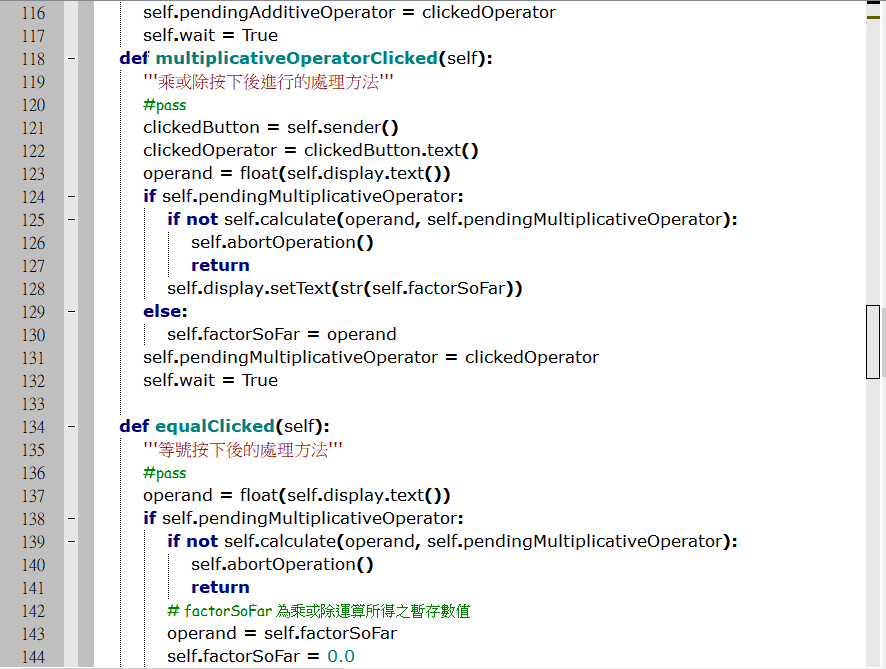 116 self.pendingAdditiveOperator = clickedOperator
117 self.wait = True
118 def multiplicativeOperatorClicked(self):
119 '''乘或除按下後進行的處理方法'''
120 #pass
121 clickedButton = self.sender()
122 clickedOperator = clickedButton.text()
123 operand = float(self.display.text())
124 if self.pendingMultiplicativeOperator:
125 if not self.calculate(operand, self.pendingMultiplicativeOperator):
126 self.abortOperation()
127 return
128 self.display.setText(str(self.factorSoFar))
129 else:
130 self.factorSoFar = operand
131 self.pendingMultiplicativeOperator = clickedOperator
132 self.wait = True
133
134 def equalClicked(self):
135 '''等號按下後的處理方法'''
136 #pass
137 operand = float(self.display.text())
138 if self.pendingMultiplicativeOperator:
139 if not self.calculate(operand, self.pendingMultiplicativeOperator):
140 self.abortOperation()
141 return
142 # factorSoFar 為乘或除運算所得之暫存數值
143 operand = self.factorSoFar
144 self.factorSoFar = 0.0